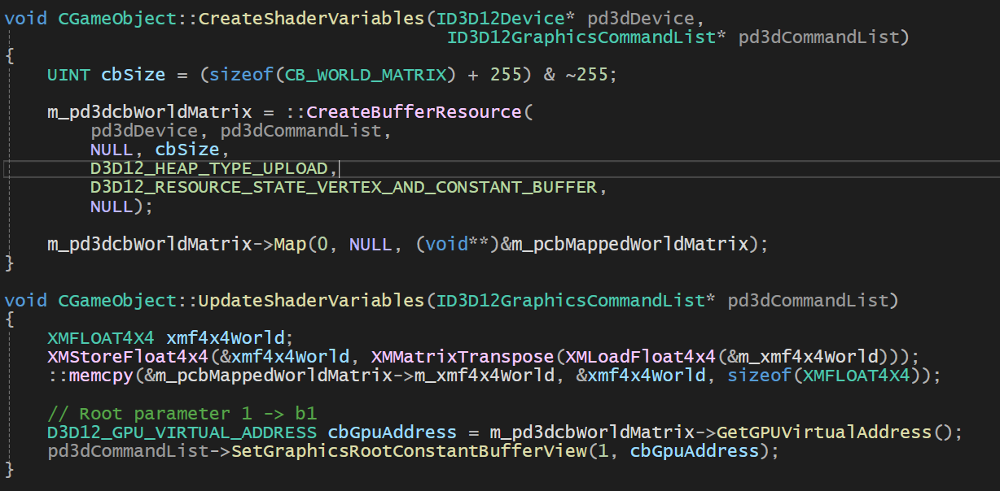 void CGameObject::CreateShaderVariables(ID3D12Device* pd3dDevice,
                                         ID3D12GraphicsCommandList* pd3dCommandList)
{
    UINT cbSize = (sizeof(CB_WORLD_MATRIX) + 255) & ~255;

    m_pd3dcbWorldMatrix = ::CreateBufferResource(
        pd3dDevice, pd3dCommandList,
        NULL, cbSize,
        D3D12_HEAP_TYPE_UPLOAD,
        D3D12_RESOURCE_STATE_VERTEX_AND_CONSTANT_BUFFER,
        NULL);

    m_pd3dcbWorldMatrix->Map(0, NULL, (void**)&m_pcbMappedWorldMatrix);
}

void CGameObject::UpdateShaderVariables(ID3D12GraphicsCommandList* pd3dCommandList)
{
    XMFLOAT4X4 xmf4x4World;
    XMStoreFloat4x4(&xmf4x4World, XMMatrixTranspose(XMLoadFloat4x4(&m_xmf4x4World)));
    ::memcpy(&m_pcbMappedWorldMatrix->m_xmf4x4World, &xmf4x4World, sizeof(XMFLOAT4X4));

    // Root parameter 1 -> b1
    D3D12_GPU_VIRTUAL_ADDRESS cbGpuAddress = m_pd3dcbWorldMatrix->GetGPUVirtualAddress();
    pd3dCommandList->SetGraphicsRootConstantBufferView(1, cbGpuAddress);
}